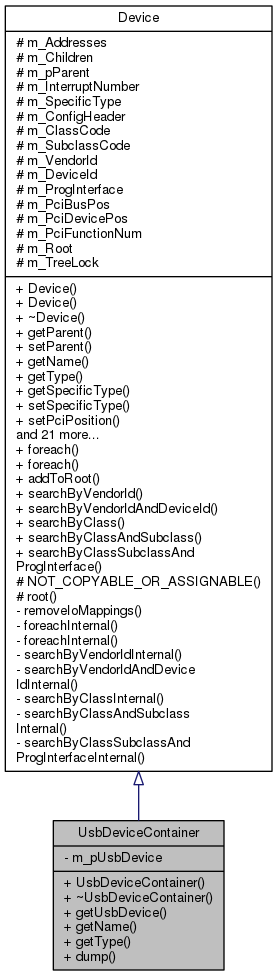 Device
# m_Addresses
# m_Children
# m_pParent
# m_InterruptNumber
# m_SpecificType
# m_ConfigHeader
# m_ClassCode
# m_SubclassCode
# m_VendorId
# m_DeviceId
# m_ProgInterface
# m_PciBusPos
# m_PciDevicePos
# m_PciFunctionNum
# m_Root
# m_TreeLock
+ Device()
+ Device()
+ ~Device()
+ getParent()
+ setParent()
+ getName()
+ getType()
+ getSpecificType()
+ setSpecificType()
+ setPciPosition()
and 21 more...
+ foreach()
+ foreach()
+ addToRoot()
+ searchByVendorId()
+ searchByVendorIdAndDeviceId()
+ searchByClass()
+ searchByClassAndSubclass()
+ searchByClassSubclassAnd
ProgInterface()
# NOT_COPYABLE_OR_ASSIGNABLE()
# root()
- removeIoMappings()
- foreachInternal()
- foreachInternal()
- searchByVendorIdInternal()
- searchByVendorIdAndDevice
IdInternal()
- searchByClassInternal()
- searchByClassAndSubclass
Internal()
- searchByClassSubclassAnd
ProgInterfaceInternal()
UsbDeviceContainer
- m_pUsbDevice
+ UsbDeviceContainer()
+ ~UsbDeviceContainer()
+ getUsbDevice()
+ getName()
+ getType()
+ dump()